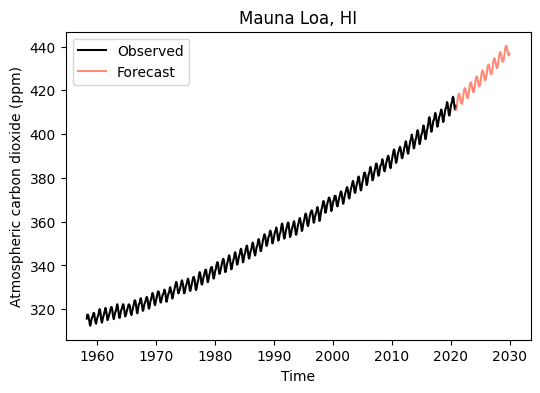 Mauna Loa, HI
Observed
Forecast
Atmospheric carbon dioxide (ppm)
440
420
400
380
360
340
320
1960 1970 1980 1990 2000 2010 2020 2030
Time